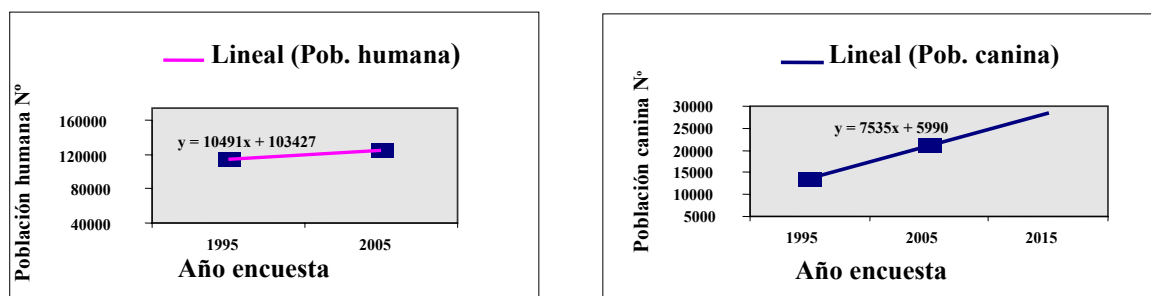 Lineal (Pob. humana)
Población humana Nº
160000
120000
80000
40000
y = 10491x + 103427
1995 2005
Año encuesta
Lineal (Pob. canina)
Población canina Nº
30000
25000
20000
15000
10000
5000
y = 7535x + 5990
1995 2005 2015
Año encuesta